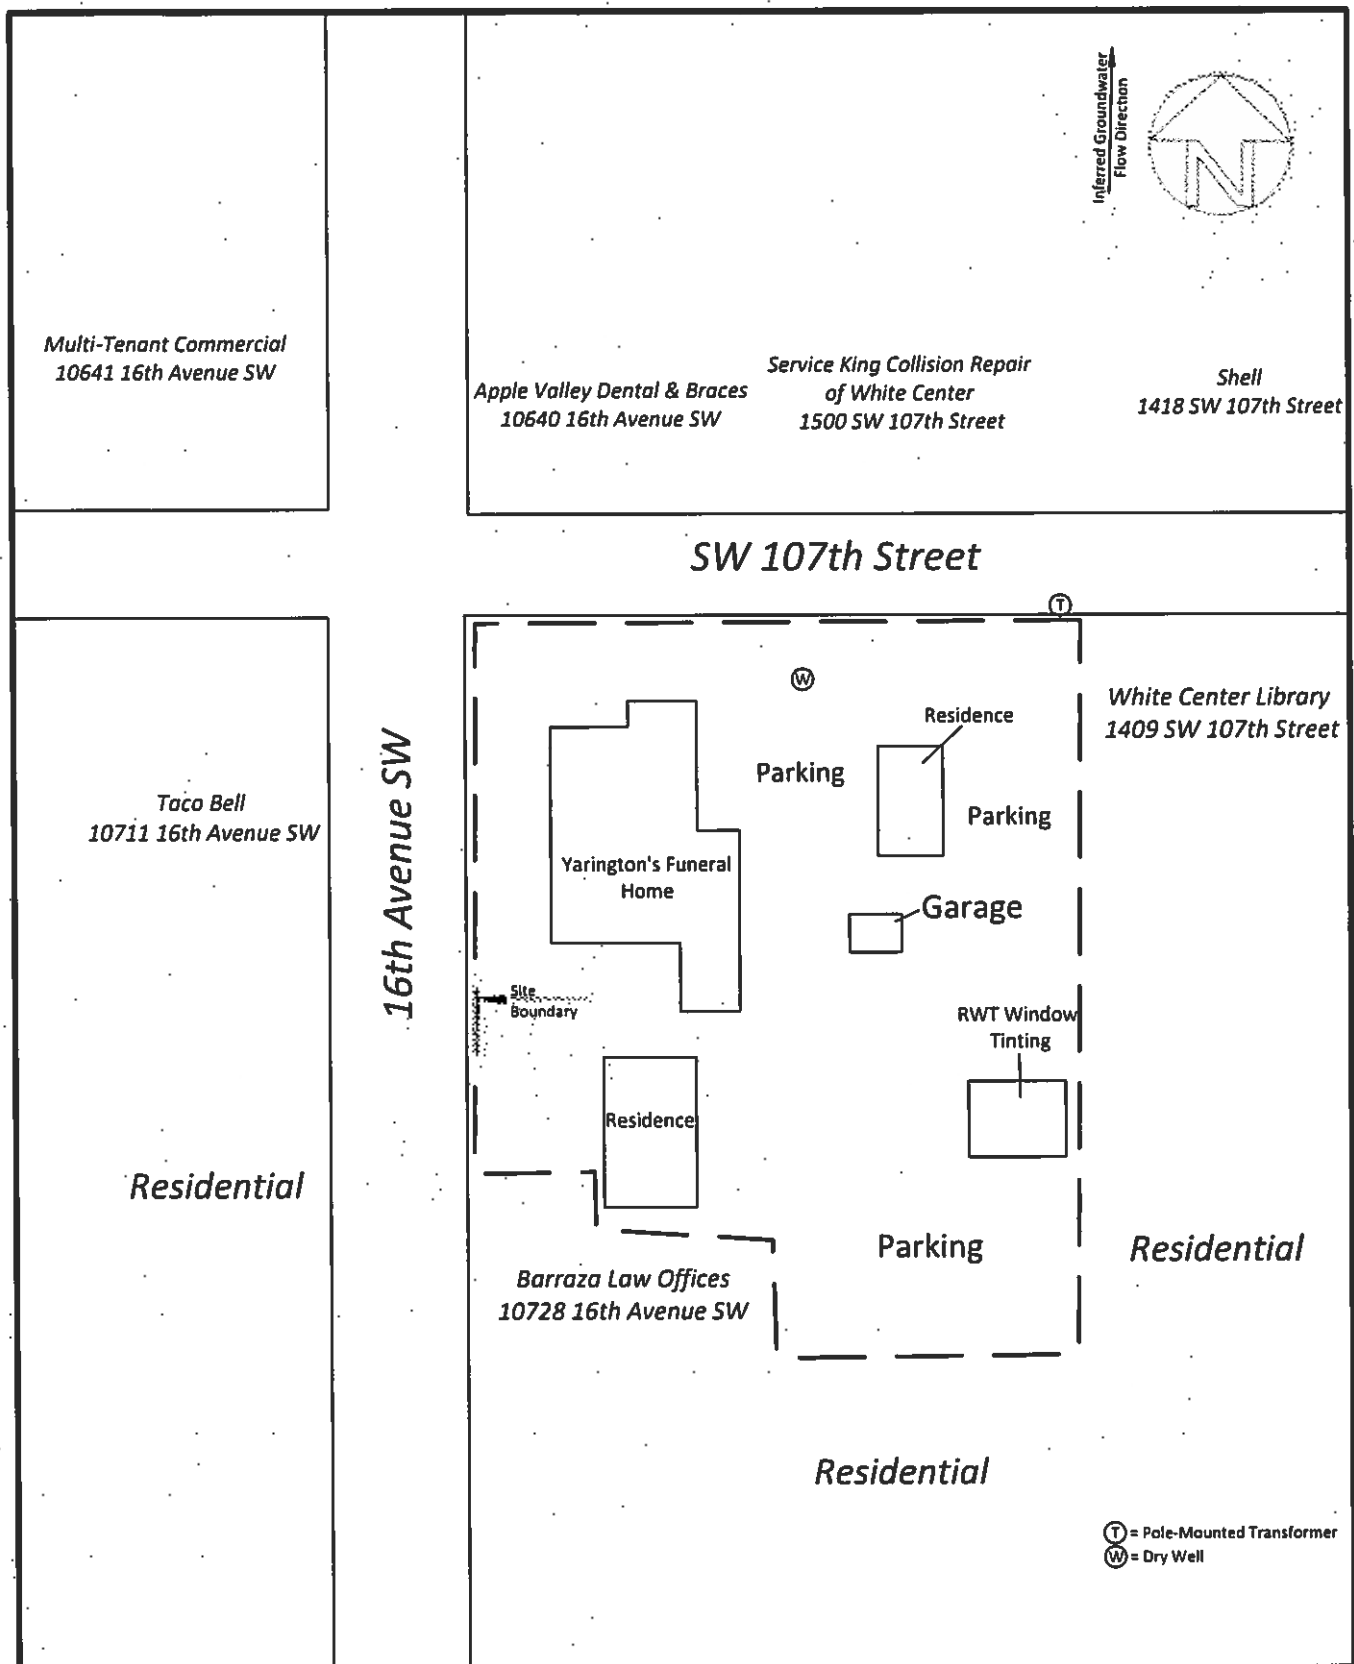 Inferred Groundwater
Flow Direction
N
Multi-Tenant Commercial
10641 16th Avenue SW
Apple Valley Dental & Braces
10640 16th Avenue SW
Service King Collision Repair
of White Center
1500 SW 107th Street
Shell
1418 SW 107th Street
SW 107th Street
T
W
White Center Library
1409 SW 107th Street
Residence
Parking
Parking
Taco Bell
10711 16th Avenue SW
16th Avenue SW
Yarington's Funeral
Home
Garage
Site
Boundary
RWT Window
Tinting
Residence
Residential
Parking
Residential
Barraza Law Offices
10728 16th Avenue SW
Residential
T = Pole-Mounted Transformer
W = Dry Well